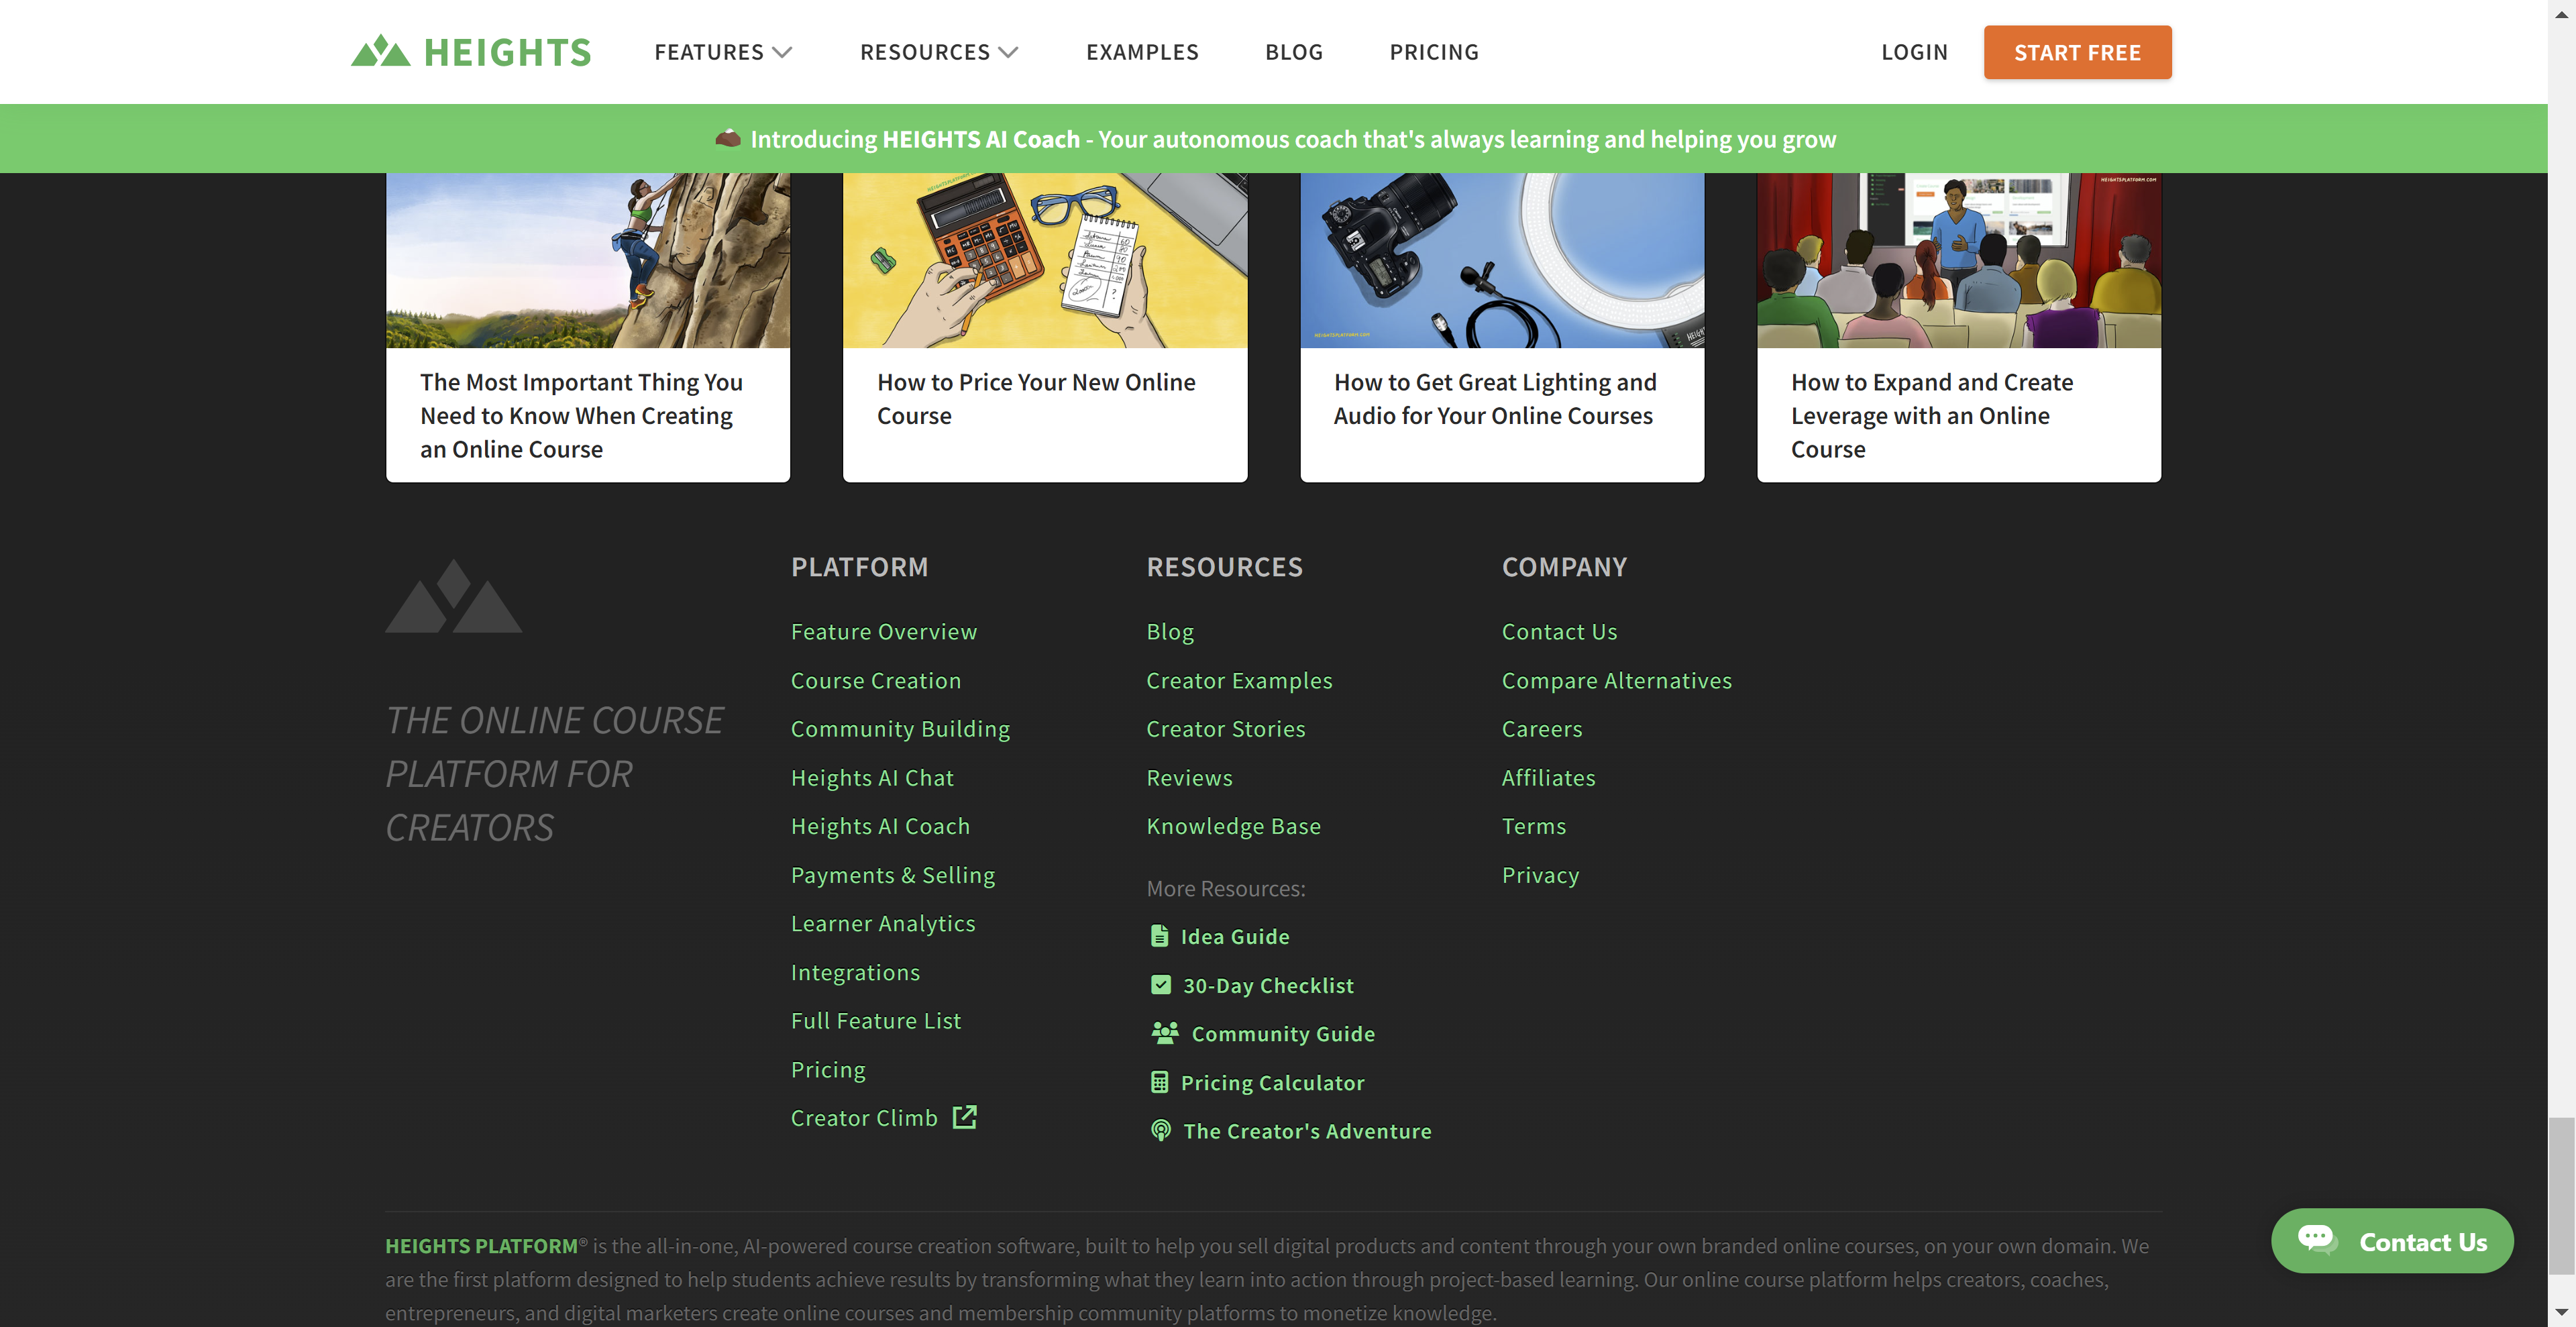 HEIGHTS
FEATURES
RESOURCES
EXAMPLES
BLOG
PRICING
LOGIN
START FREE
Introducing HEIGHTS AI Coach - Your autonomous coach that's always learning and helping you grow
HEIGHTSPLATFORM.COM
HEIGHTSPLATFORM.COM
The Most Important Thing You
Need to Know When Creating
an Online Course
How to Price Your New Online
Course
How to Get Great Lighting and
Audio for Your Online Courses
How to Expand and Create
Leverage with an Online
Course
THE ONLINE COURSE
PLATFORM FOR
CREATORS
PLATFORM
Feature Overview
Course Creation
Community Building
Heights AI Chat
Heights AI Coach
Payments & Selling
Learner Analytics
Integrations
Full Feature List
Pricing
Creator Climb
RESOURCES
Blog
Creator Examples
Creator Stories
Reviews
Knowledge Base
More Resources:
Idea Guide
30-Day Checklist
Community Guide
Pricing Calculator
The Creator's Adventure
COMPANY
Contact Us
Compare Alternatives
Careers
Affiliates
Terms
Privacy
HEIGHTS PLATFORM® is the all-in-one, AI-powered course creation software, built to help you sell digital products and content through your own branded online courses, on your own domain. We
are the first platform designed to help students achieve results by transforming what they learn into action through project-based learning. Our online course platform helps creators, coaches,
entrepreneurs, and digital marketers create online courses and membership community platforms to monetize knowledge.
Contact Us